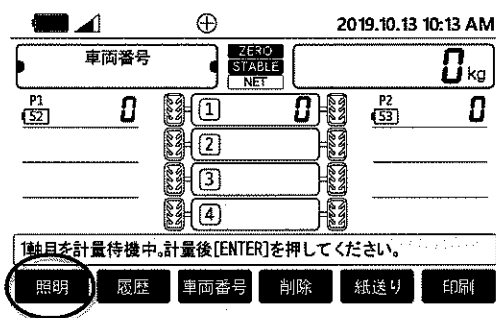 2019.10.13 10:13 AM
車両番号
ZERO
STABLE
NET
0 kg
P1
S2
0
1
0
P2
S3
0
2
3
4
1軸目を計量待機中。計量後[ENTER]を押してください。
照明 履歴 車両番号 削除 紙送り 印刷